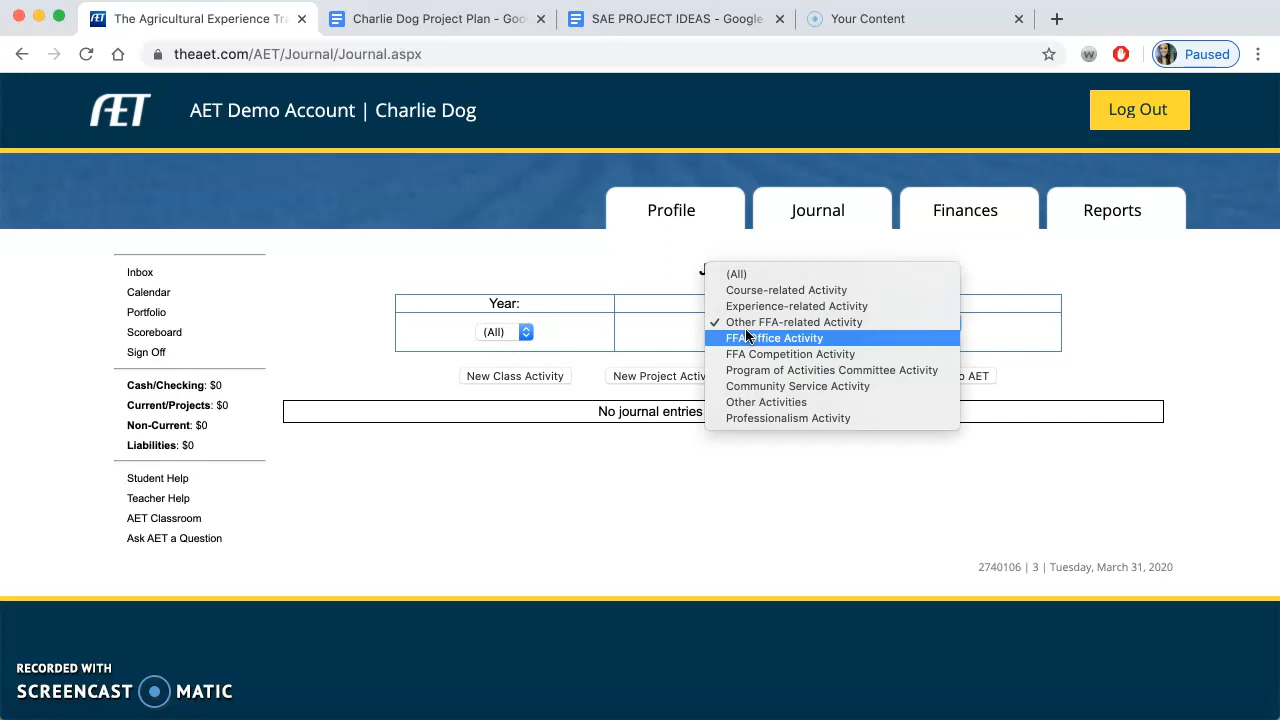 The Agricultural Experience Tra
Charlie Dog Project Plan - Goo
SAE PROJECT IDEAS - Google
Your Content
theaet.com/AET/Journal/Journal.aspx
Paused
AET
AET Demo Account | Charlie Dog
Log Out
Profile
Journal
Finances
Reports
Inbox
Calendar
Portfolio
Scoreboard
Sign Off
Cash/Checking: $0
Current/Projects: $0
Non-Current: $0
Liabilities: $0
Student Help
Teacher Help
AET Classroom
Ask AET a Question
Year:
(All)
(All)
Course-related Activity
Experience-related Activity
Other FFA-related Activity
FFA Office Activity
FFA Competition Activity
Program of Activities Committee Activity
Community Service Activity
Other Activities
Professionalism Activity
New Class Activity
New Project Activ
o AET
No journal entries
2740106 | 3 | Tuesday, March 31, 2020
RECORDED WITH
SCREENCAST MATIC